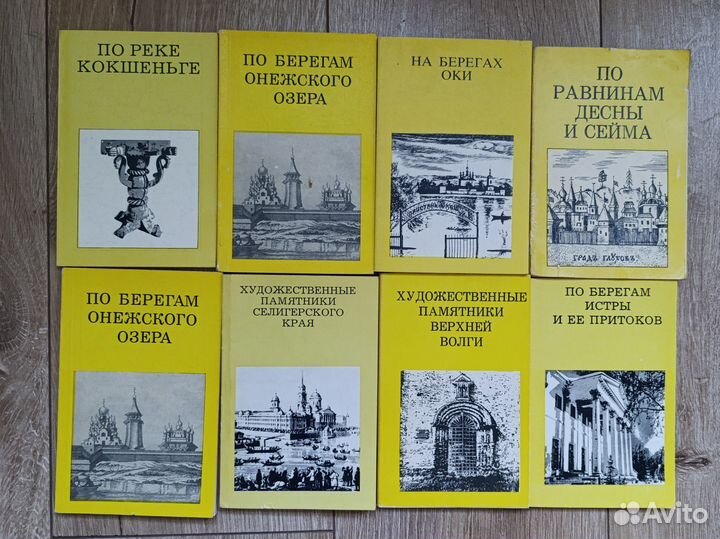 ПО РЕКЕ
КОКШЕНЬГЕ
ПО БЕРЕГАМ
ОНЕЖСКОГО
ОЗЕРА
НА БЕРЕГАХ
ОКИ
ПО
РАВНИНАМ
ДЕСНЫ
И СЕЙМА
ГРАДЪ ГЛУХОВЪ
ПО БЕРЕГАМ
ОНЕЖСКОГО
ОЗЕРА
ХУДОЖЕСТВЕННЫЕ
ПАМЯТНИКИ
СЕЛИГЕРСКОГО
КРАЯ
ХУДОЖЕСТВЕННЫЕ
ПАМЯТНИКИ
ВЕРХНЕЙ
ВОЛГИ
ПО БЕРЕГАМ
ИСТРЫ
И ЕЕ ПРИТОКОВ
Avito